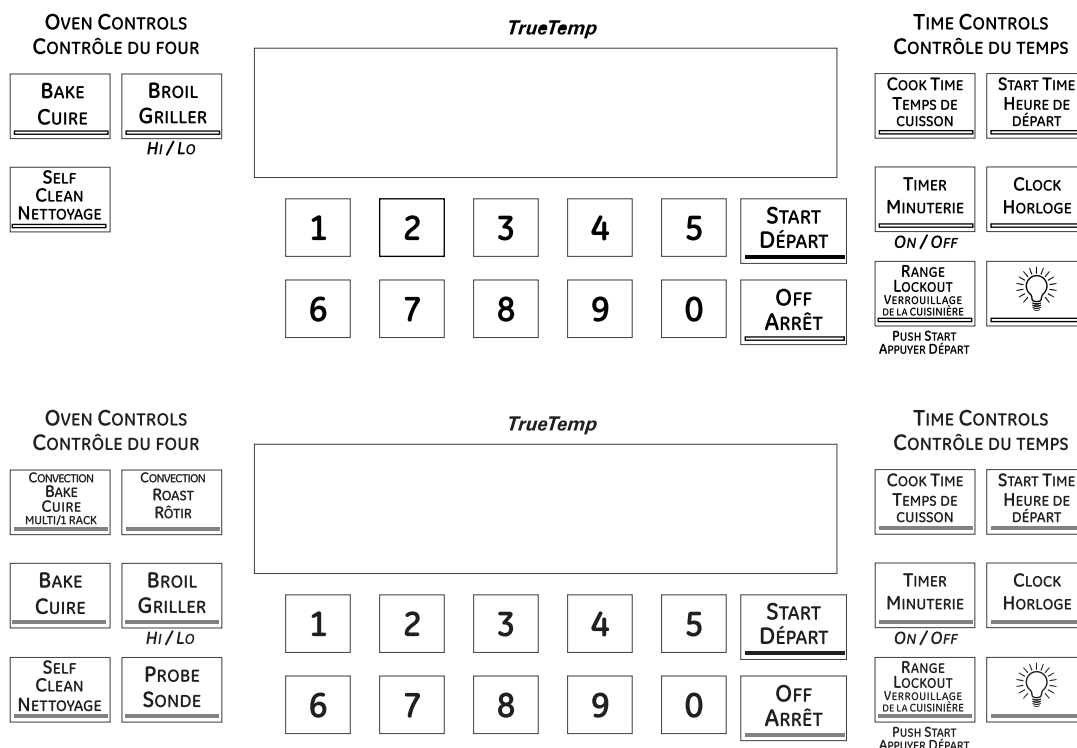 OVEN CONTROLS
CONTRÔLE DU FOUR
BAKE
CUIRE
BROIL
GRILLER
HI / LO
SELF
CLEAN
NETTOYAGE
TrueTemp
1 2 3 4 5
START
DÉPART
6 7 8 9 0
OFF
ARRÊT
TIME CONTROLS
CONTRÔLE DU TEMPS
COOK TIME
TEMPS DE
CUISSON
START TIME
HEURE DE
DÉPART
TIMER
MINUTERIE
ON / OFF
CLOCK
HORLOGE
RANGE
LOCKOUT
VERROUILLAGE
DE LA CUISINIÈRE
PUSH START
APPUYER DÉPART
OVEN CONTROLS
CONTRÔLE DU FOUR
CONVECTION
BAKE
CUIRE
MULTI/1 RACK
CONVECTION
ROAST
RÔTIR
BAKE
CUIRE
BROIL
GRILLER
HI / LO
SELF
CLEAN
NETTOYAGE
PROBE
SONDE
TrueTemp
1 2 3 4 5
START
DÉPART
6 7 8 9 0
OFF
ARRÊT
TIME CONTROLS
CONTRÔLE DU TEMPS
COOK TIME
TEMPS DE
CUISSON
START TIME
HEURE DE
DÉPART
TIMER
MINUTERIE
ON / OFF
CLOCK
HORLOGE
RANGE
LOCKOUT
VERROUILLAGE
DE LA CUISINIÈRE
PUSH START
APPUYER DÉPART